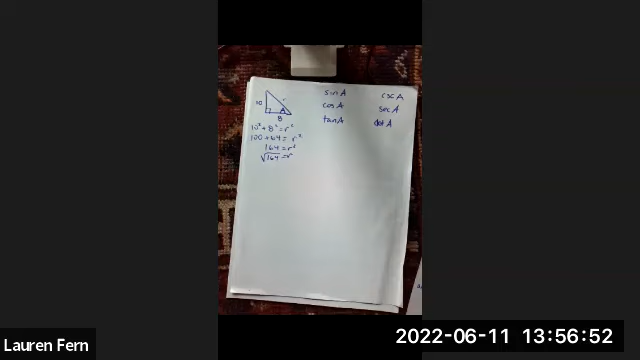 sin A csc A
10 r A
cos A sec A
8
tan A cot A
10² + 8² = r²
100 + 64 = r²
164 = r²
√164 = r
Lauren Fern
2022-06-11 13:56:52